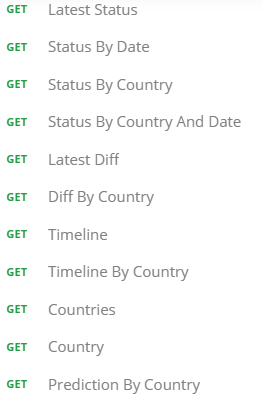 GET Latest Status
GET Status By Date
GET Status By Country
GET Status By Country And Date
GET Latest Diff
GET Diff By Country
GET Timeline
GET Timeline By Country
GET Countries
GET Country
GET Prediction By Country